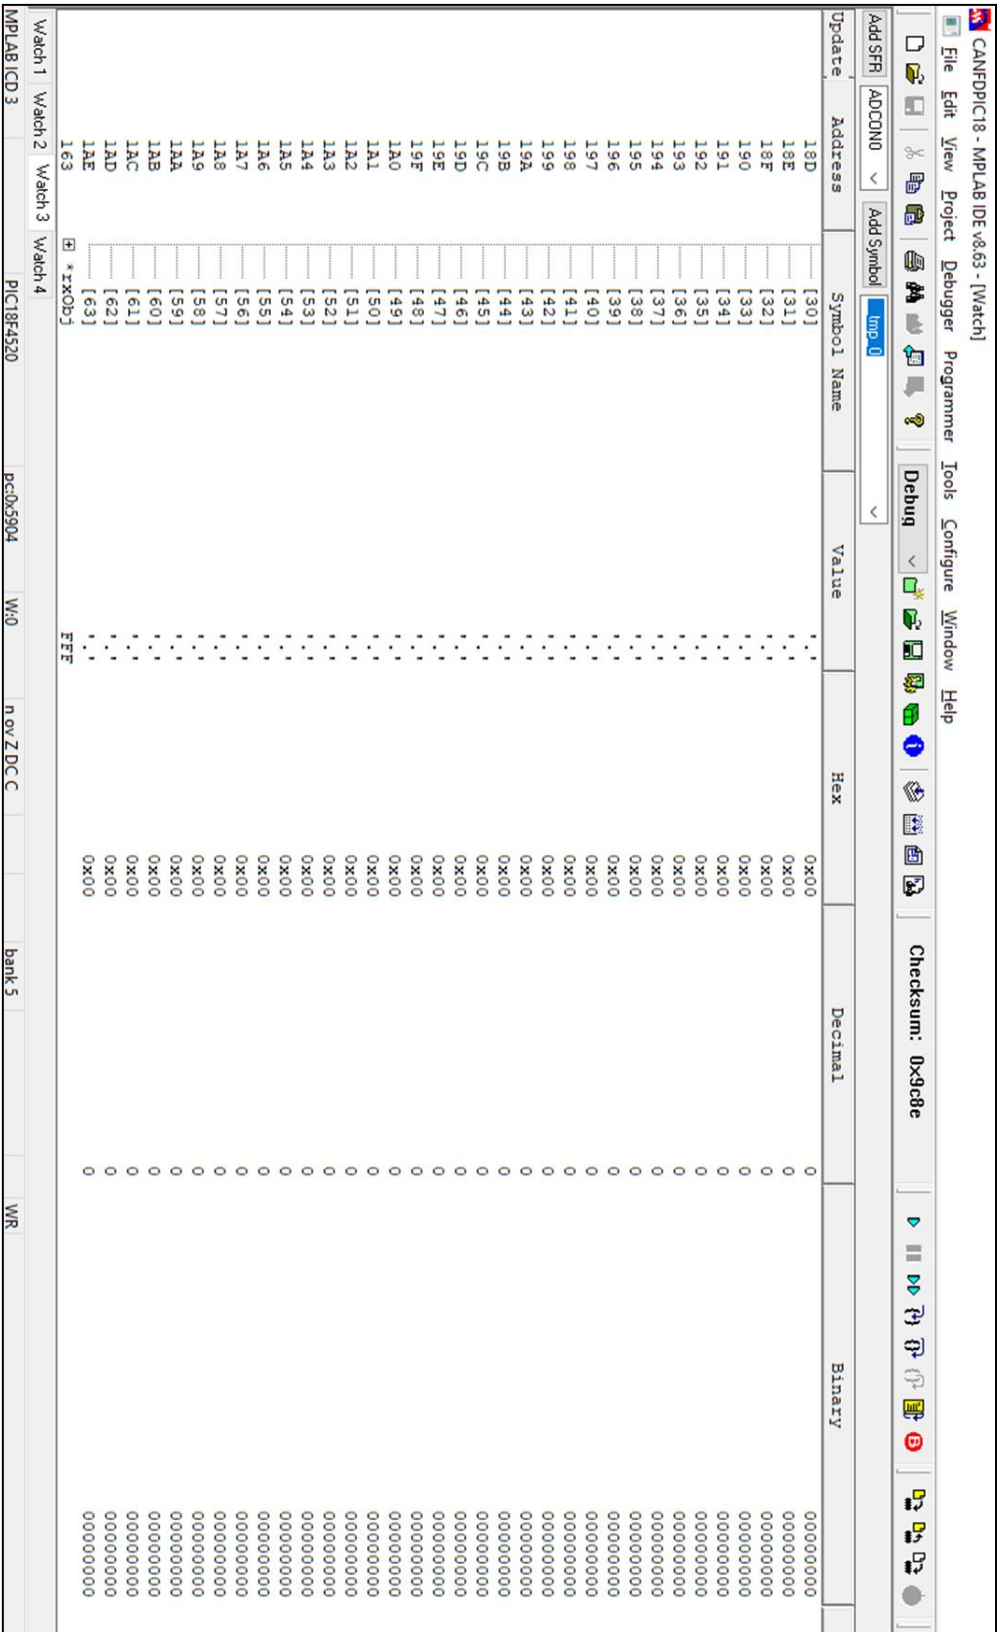 CANFDPIC18 - MPLAB IDE v8.63 - [Watch]
File Edit View Project Debugger Programmer Tools Configure Window Help
Debug Checksum: 0x9c8e
Add SFR ADCON0 Add Symbol _tmp_0
Update Address Symbol Name Value Hex Decimal Binary
18D [30] '.' 0x00 0 00000000
18E [31] '.' 0x00 0 00000000
18F [32] '.' 0x00 0 00000000
190 [33] '.' 0x00 0 00000000
191 [34] '.' 0x00 0 00000000
192 [35] '.' 0x00 0 00000000
193 [36] '.' 0x00 0 00000000
194 [37] '.' 0x00 0 00000000
195 [38] '.' 0x00 0 00000000
196 [39] '.' 0x00 0 00000000
197 [40] '.' 0x00 0 00000000
198 [41] '.' 0x00 0 00000000
199 [42] '.' 0x00 0 00000000
19A [43] '.' 0x00 0 00000000
19B [44] '.' 0x00 0 00000000
19C [45] '.' 0x00 0 00000000
19D [46] '.' 0x00 0 00000000
19E [47] '.' 0x00 0 00000000
19F [48] '.' 0x00 0 00000000
1A0 [49] '.' 0x00 0 00000000
1A1 [50] '.' 0x00 0 00000000
1A2 [51] '.' 0x00 0 00000000
1A3 [52] '.' 0x00 0 00000000
1A4 [53] '.' 0x00 0 00000000
1A5 [54] '.' 0x00 0 00000000
1A6 [55] '.' 0x00 0 00000000
1A7 [56] '.' 0x00 0 00000000
1A8 [57] '.' 0x00 0 00000000
1A9 [58] '.' 0x00 0 00000000
1AA [59] '.' 0x00 0 00000000
1AB [60] '.' 0x00 0 00000000
1AC [61] '.' 0x00 0 00000000
1AD [62] '.' 0x00 0 00000000
1AE [63] '.' 0x00 0 00000000
163 *rxObj FFF
Watch 1 Watch 2 Watch 3 Watch 4
MPLAB ICD 3 PIC18F4520 pc:0x5904 W:0 n ov Z DC C bank 5 WR